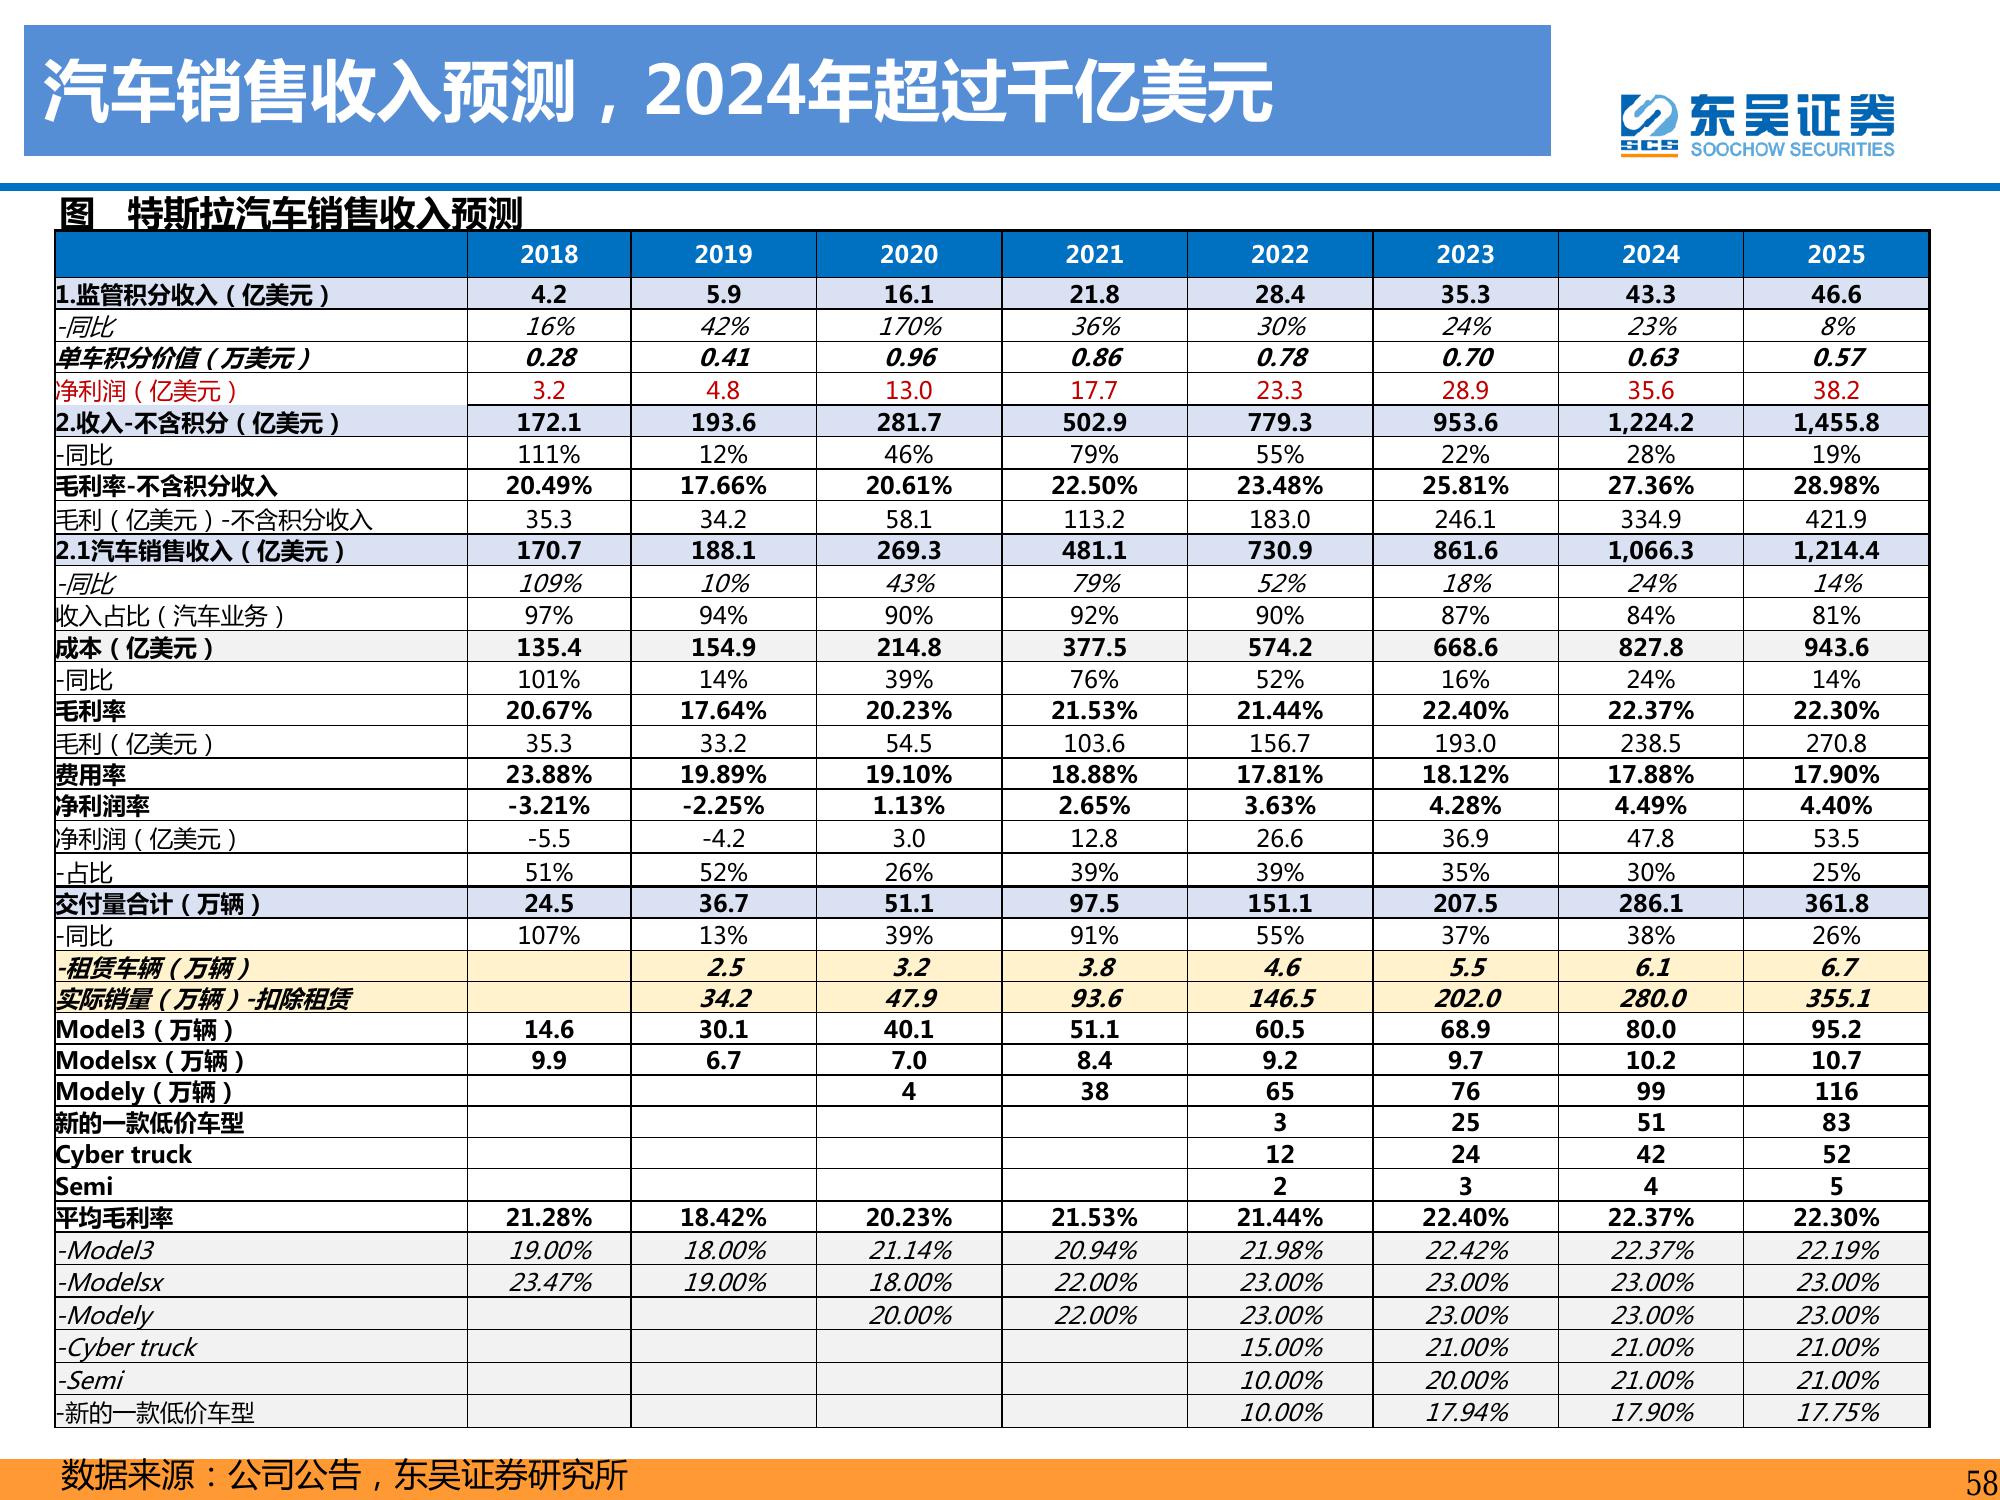 汽车销售收入预测，2024年超过千亿美元
东吴证券
SCS
SOOCHOW SECURITIES
图 特斯拉汽车销售收入预测
2018 2019 2020 2021 2022 2023 2024 2025
1.监管积分收入（亿美元） 4.2 5.9 16.1 21.8 28.4 35.3 43.3 46.6
-同比 16% 42% 170% 36% 30% 24% 23% 8%
单车积分价值（万美元） 0.28 0.41 0.96 0.86 0.78 0.70 0.63 0.57
净利润（亿美元） 3.2 4.8 13.0 17.7 23.3 28.9 35.6 38.2
2.收入-不含积分（亿美元） 172.1 193.6 281.7 502.9 779.3 953.6 1,224.2 1,455.8
-同比 111% 12% 46% 79% 55% 22% 28% 19%
毛利率-不含积分收入 20.49% 17.66% 20.61% 22.50% 23.48% 25.81% 27.36% 28.98%
毛利（亿美元）-不含积分收入 35.3 34.2 58.1 113.2 183.0 246.1 334.9 421.9
2.1汽车销售收入（亿美元） 170.7 188.1 269.3 481.1 730.9 861.6 1,066.3 1,214.4
-同比 109% 10% 43% 79% 52% 18% 24% 14%
收入占比（汽车业务） 97% 94% 90% 92% 90% 87% 84% 81%
成本（亿美元） 135.4 154.9 214.8 377.5 574.2 668.6 827.8 943.6
-同比 101% 14% 39% 76% 52% 16% 24% 14%
毛利率 20.67% 17.64% 20.23% 21.53% 21.44% 22.40% 22.37% 22.30%
毛利（亿美元） 35.3 33.2 54.5 103.6 156.7 193.0 238.5 270.8
费用率 23.88% 19.89% 19.10% 18.88% 17.81% 18.12% 17.88% 17.90%
净利润率 -3.21% -2.25% 1.13% 2.65% 3.63% 4.28% 4.49% 4.40%
净利润（亿美元） -5.5 -4.2 3.0 12.8 26.6 36.9 47.8 53.5
-占比 51% 52% 26% 39% 39% 35% 30% 25%
交付量合计（万辆） 24.5 36.7 51.1 97.5 151.1 207.5 286.1 361.8
-同比 107% 13% 39% 91% 55% 37% 38% 26%
-租赁车辆（万辆） 2.5 3.2 3.8 4.6 5.5 6.1 6.7
实际销量（万辆）-扣除租赁 34.2 47.9 93.6 146.5 202.0 280.0 355.1
Model3（万辆） 14.6 30.1 40.1 51.1 60.5 68.9 80.0 95.2
Modelsx（万辆） 9.9 6.7 7.0 8.4 9.2 9.7 10.2 10.7
Modely（万辆） 4 38 65 76 99 116
新的一款低价车型 3 25 51 83
Cyber truck 12 24 42 52
Semi 2 3 4 5
平均毛利率 21.28% 18.42% 20.23% 21.53% 21.44% 22.40% 22.37% 22.30%
-Model3 19.00% 18.00% 21.14% 20.94% 21.98% 22.42% 22.37% 22.19%
-Modelsx 23.47% 19.00% 18.00% 22.00% 23.00% 23.00% 23.00% 23.00%
-Modely 20.00% 22.00% 23.00% 23.00% 23.00% 23.00%
-Cyber truck 15.00% 21.00% 21.00% 21.00%
-Semi 10.00% 20.00% 21.00% 21.00%
-新的一款低价车型 10.00% 17.94% 17.90% 17.75%
数据来源：公司公告，东吴证券研究所
58